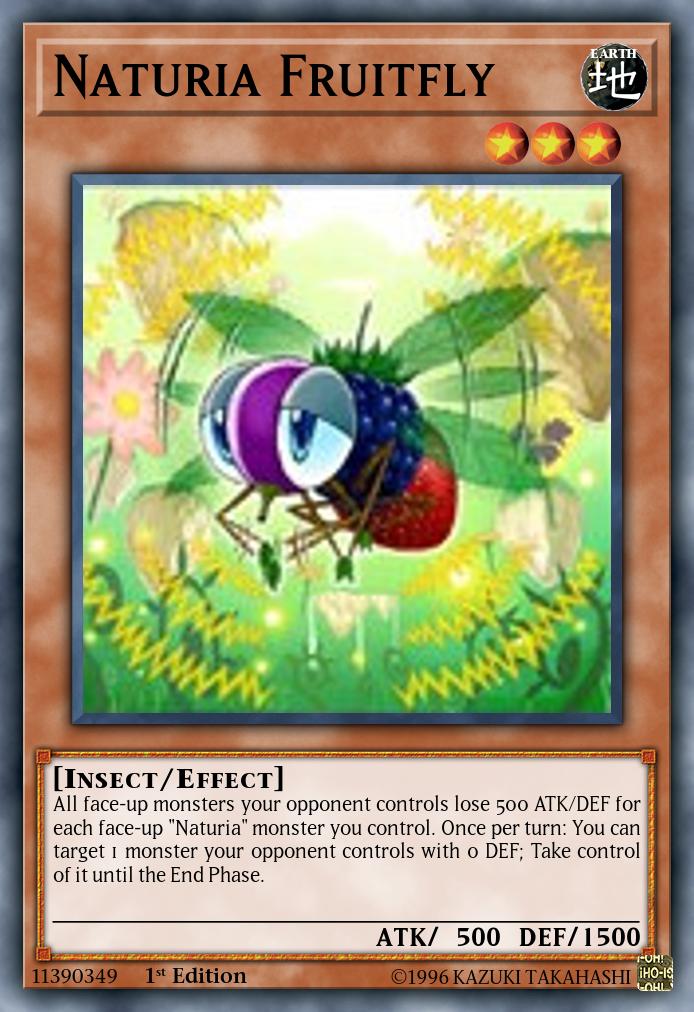 Naturia Fruitfly
EARTH
地
[Insect/Effect]
All face-up monsters your opponent controls lose 500 ATK/DEF for
each face-up "Naturia" monster you control. Once per turn: You can
target 1 monster your opponent controls with 0 DEF; Take control
of it until the End Phase.
ATK/ 500 DEF/1500
11390349 1st Edition ©1996 KAZUKI TAKAHASHI